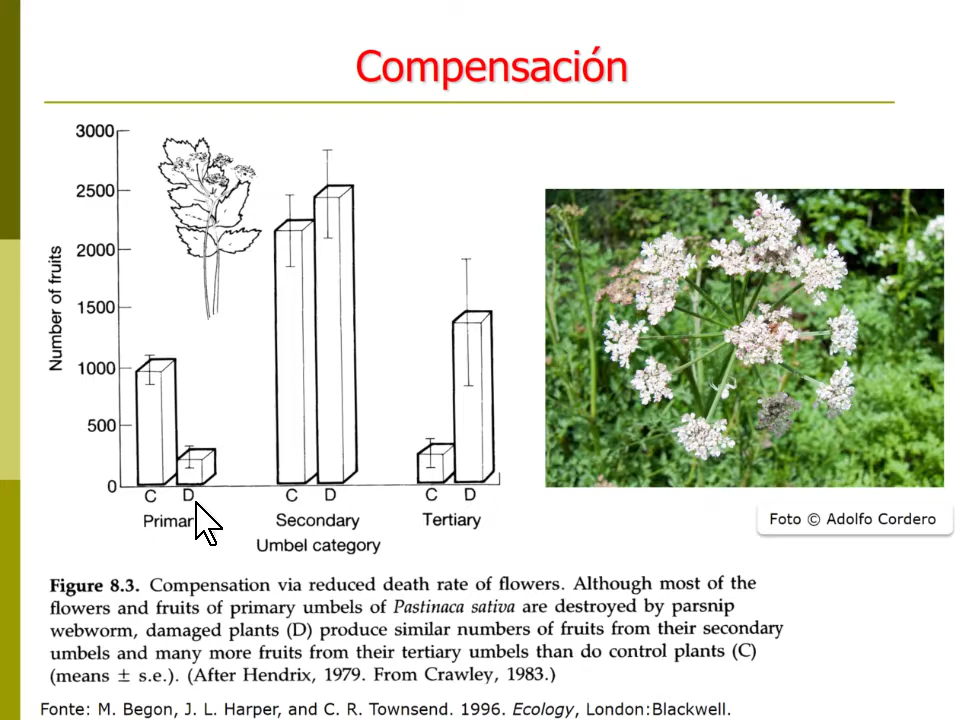 Compensación
3000
2500
2000
1500
1000
500
0
Number of fruits
C D C D C D
Primar Secondary Tertiary
Umbel category
Foto © Adolfo Cordero
Figure 8.3. Compensation via reduced death rate of flowers. Although most of the
flowers and fruits of primary umbels of Pastinaca sativa are destroyed by parsnip
webworm, damaged plants (D) produce similar numbers of fruits from their secondary
umbels and many more fruits from their tertiary umbels than do control plants (C)
(means ± s.e.). (After Hendrix, 1979. From Crawley, 1983.)
Fonte: M. Begon, J. L. Harper, and C. R. Townsend. 1996. Ecology, London:Blackwell.